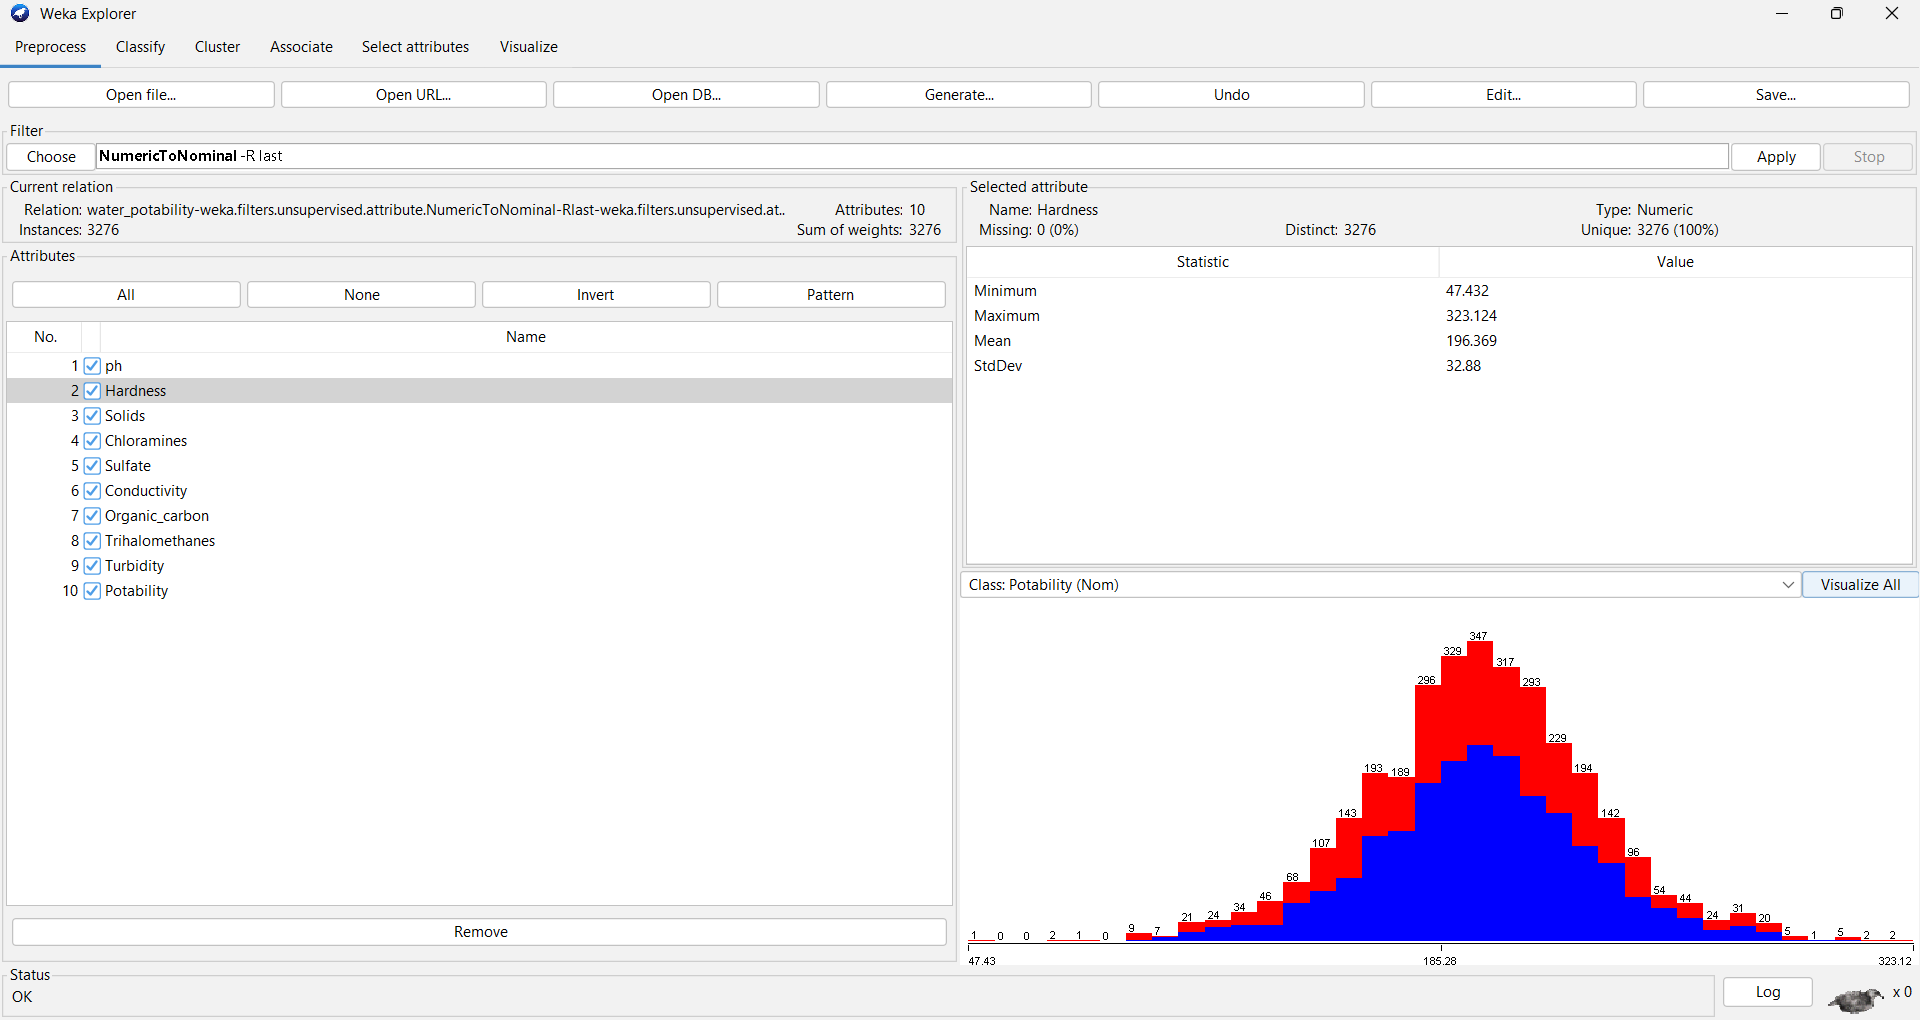 Weka Explorer
Preprocess Classify Cluster Associate Select attributes Visualize
Open file... Open URL... Open DB... Generate... Undo Edit... Save...
Filter
Choose NumericToNominal -R last Apply Stop
Current relation
Relation: water_potability-weka.filters.unsupervised.attribute.NumericToNominal-Rlast-weka.filters.unsupervised.at.. Attributes: 10
Instances: 3276 Sum of weights: 3276
Attributes
All None Invert Pattern
No. Name
1 ph
2 Hardness
3 Solids
4 Chloramines
5 Sulfate
6 Conductivity
7 Organic_carbon
8 Trihalomethanes
9 Turbidity
10 Potability
Remove
Selected attribute
Name: Hardness Type: Numeric
Missing: 0 (0%) Distinct: 3276 Unique: 3276 (100%)
Statistic Value
Minimum 47.432
Maximum 323.124
Mean 196.369
StdDev 32.88
Class: Potability (Nom) Visualize All
1 0 0 2 1 0 9 7 21 24 34 46 68 107 143 193 189 296 329 347 317 293 229 194 142 96 54 44 24 31 20 5 1 5 2 2
47.43 185.28 323.12
Status
OK
Log x 0